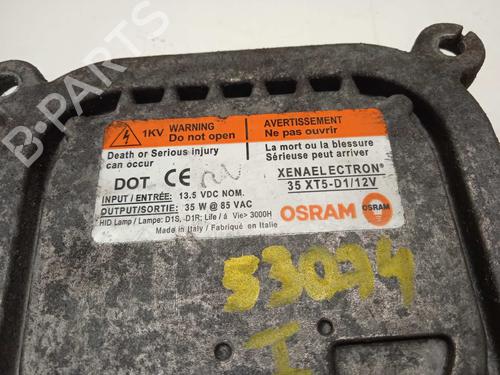 1KV WARNING
Do not open
AVERTISSEMENT
Ne pas ouvrir
Death or Serious injury
can occur
La mort ou la blessure
Sérieuse peut arriver
DOT CE
XENAELECTRON®
35 XT5-D1/12V
INPUT / ENTRÉE: 13.5 VDC NOM.
OUTPUT/SORTIE: 35 W @ 85 VAC
HID Lamp / Lampe: D1S, -D1R; Life / á Vie> 3000H
Made in Italy / Fabriqué en Italie
OSRAM
OSRAM
53074
I
B-PARTS